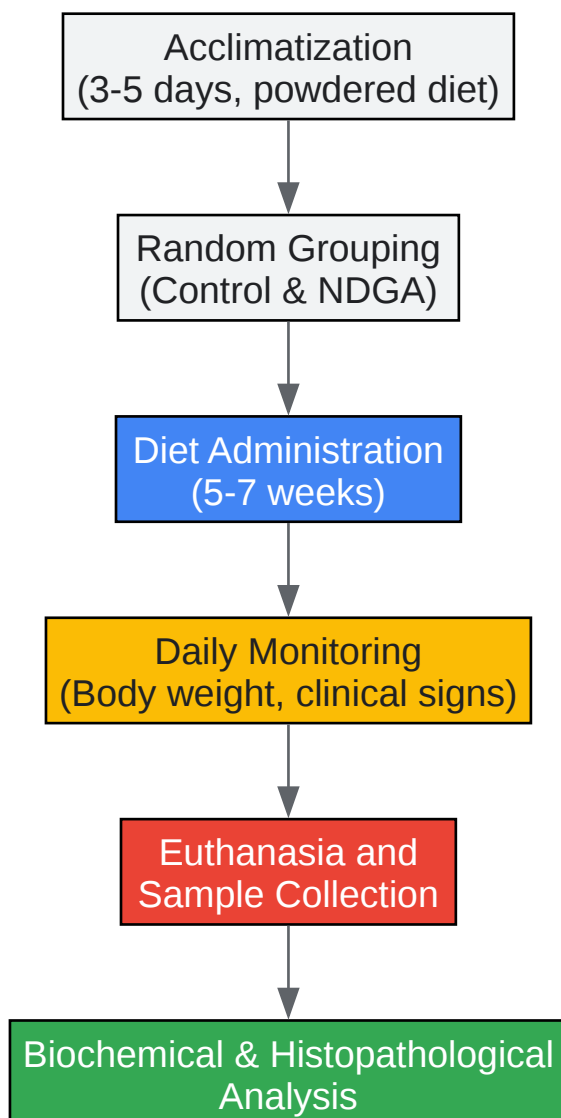 Acclimatization
(3-5 days, powdered diet)
Random Grouping
(Control & NDGA)
Diet Administration
(5-7 weeks)
Daily Monitoring
(Body weight, clinical signs)
Euthanasia and
Sample Collection
Biochemical & Histopathological
Analysis